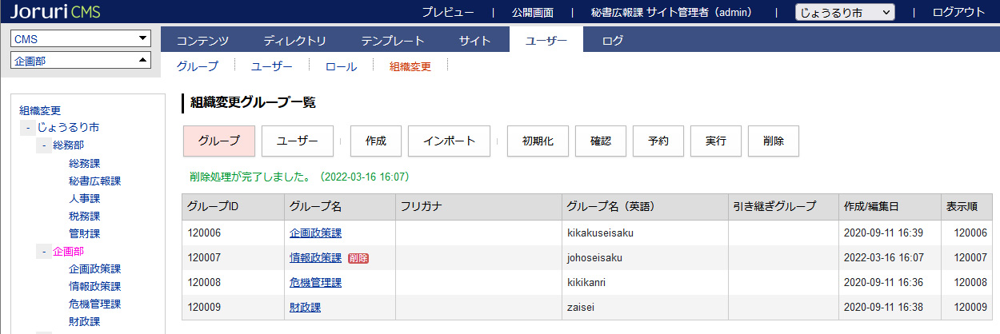 Joruri CMS プレビュー | 公開画面 | 秘書広報課 サイト管理者（admin） | じょうるり市 | ログアウト
CMS
企画部
コンテンツ ディレクトリ テンプレート サイト ユーザー ログ
グループ ユーザー ロール 組織変更
組織変更
- じょうるり市
- 総務部
総務課
秘書広報課
人事課
税務課
管財課
- 企画部
企画政策課
情報政策課
危機管理課
財政課
組織変更グループ一覧
グループ ユーザー 作成 インポート 初期化 確認 予約 実行 削除
削除処理が完了しました。（2022-03-16 16:07）
グループID グループ名 フリガナ グループ名（英語） 引き継ぎグループ 作成/編集日 表示順
120006 企画政策課 kikakuseisaku 2020-09-11 16:39 120006
120007 情報政策課 削除 johoseisaku 2022-03-16 16:07 120007
120008 危機管理課 kikikanri 2020-09-11 16:36 120008
120009 財政課 zaisei 2020-09-11 16:38 120009